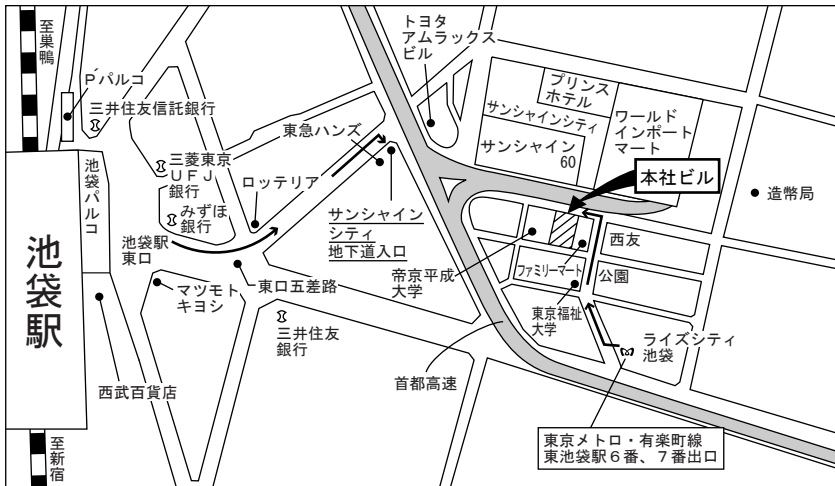 至巣鴨
Pパルコ
三井住友信託銀行
池袋パルコ
池袋駅
三菱東京
UFJ
銀行
みずほ
銀行
池袋駅
東口
ロッテリア
東急ハンズ
サンシャイン
シティ
地下道入口
マツモト
キヨシ
東口五差路
三井住友
銀行
西武百貨店
至新宿
トヨタ
アムラックス
ビル
プリンス
ホテル
サンシャインシティ
サンシャイン
60
ワールド
インポート
マート
本社ビル
造幣局
帝京平成
大学
ファミリーマート
西友
公園
東京福祉
大学
ライズシティ
池袋
首都高速
東京メトロ・有楽町線
東池袋駅6番、7番出口